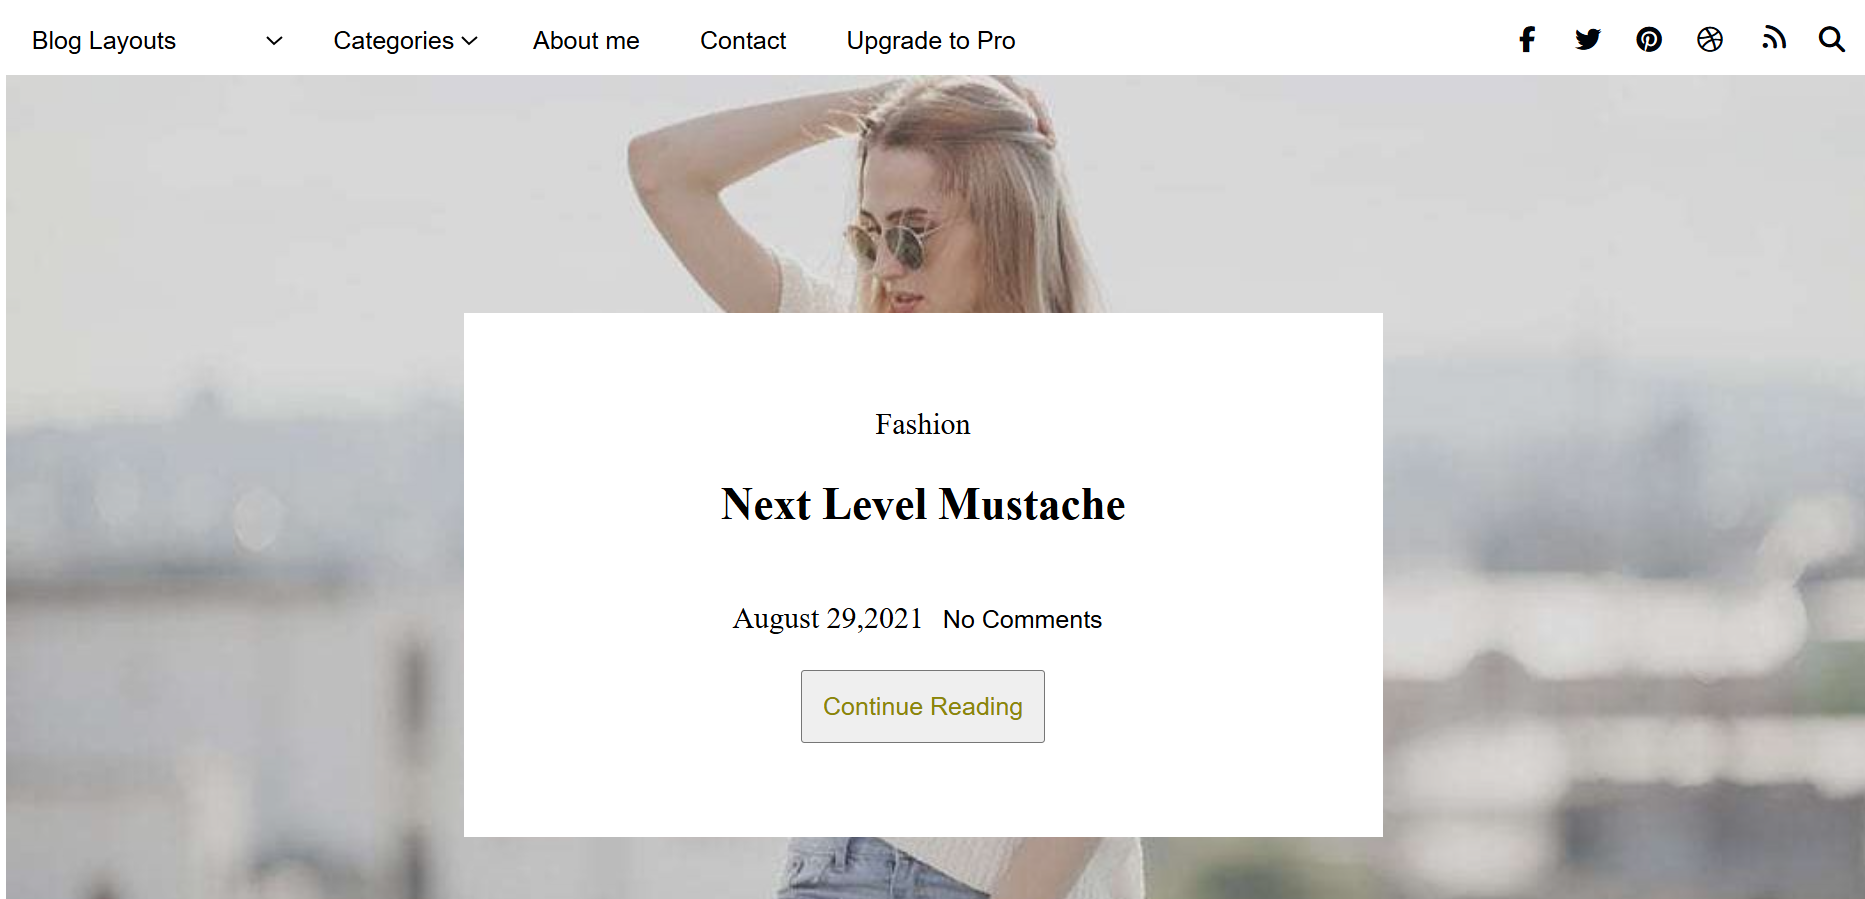 Blog Layouts Categories About me Contact Upgrade to Pro
Fashion
Next Level Mustache
August 29,2021 No Comments
Continue Reading